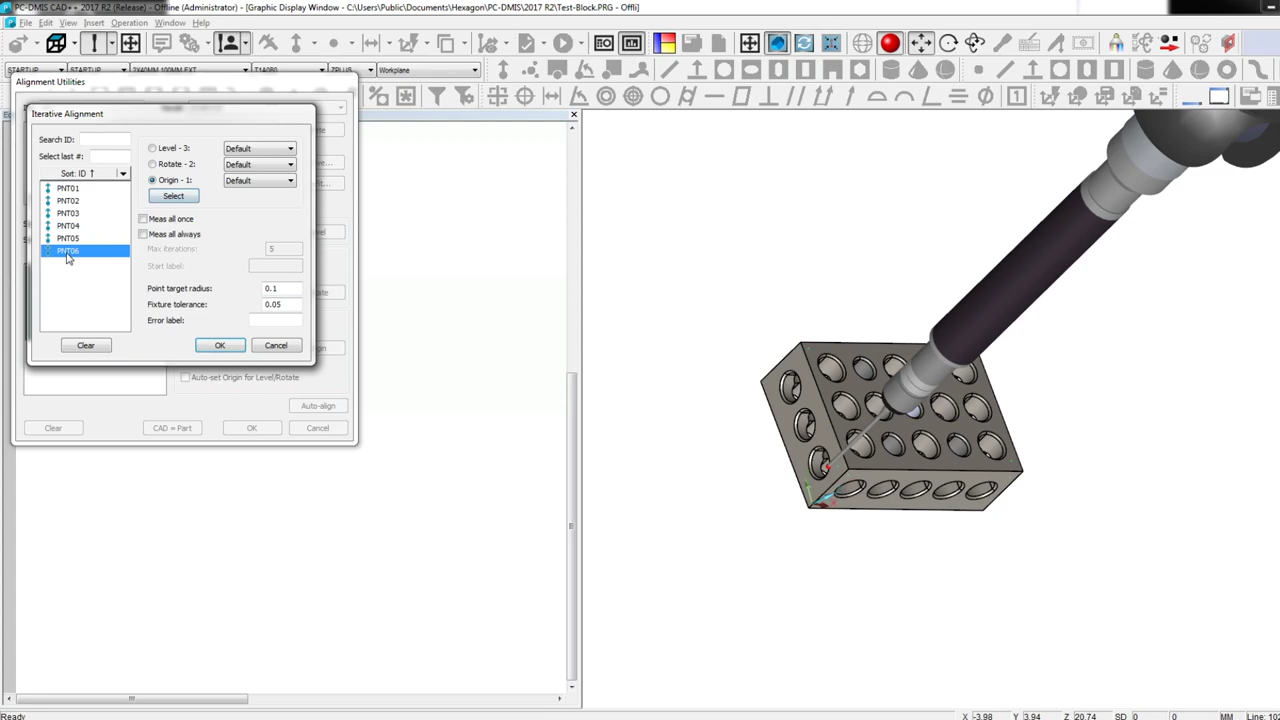 PC-DMIS CAD++ 2017 R2 (Release) - Offline (Administrator) - [Graphic Display Window - C:\Users\Public\Documents\Hexagon\PC-DMIS\2017 R2\Test-Block.PRG - Offli]
File Edit View Insert Operation Window Help
STARTUP STARTUP 2X40MM 100MM EXT T1A0B0 ZPLUS Workplane
Alignment Utilities
Iterative Alignment
Search ID:
Level - 3: Default
Select last #:
Rotate - 2: Default
Sort: ID ↑
Origin - 1: Default
PNT01
Select
PNT02
PNT03
Meas all once
PNT04
Meas all always
PNT05
Max iterations: 5
PNT06
Start label:
Point target radius: 0.1
Fixture tolerance: 0.05
Error label:
Clear OK Cancel
Auto-set Origin for Level/Rotate
Auto-align
Clear CAD = Part OK Cancel
Ready X -3.98 Y 3.94 Z 20.74 SD 0 0 MM